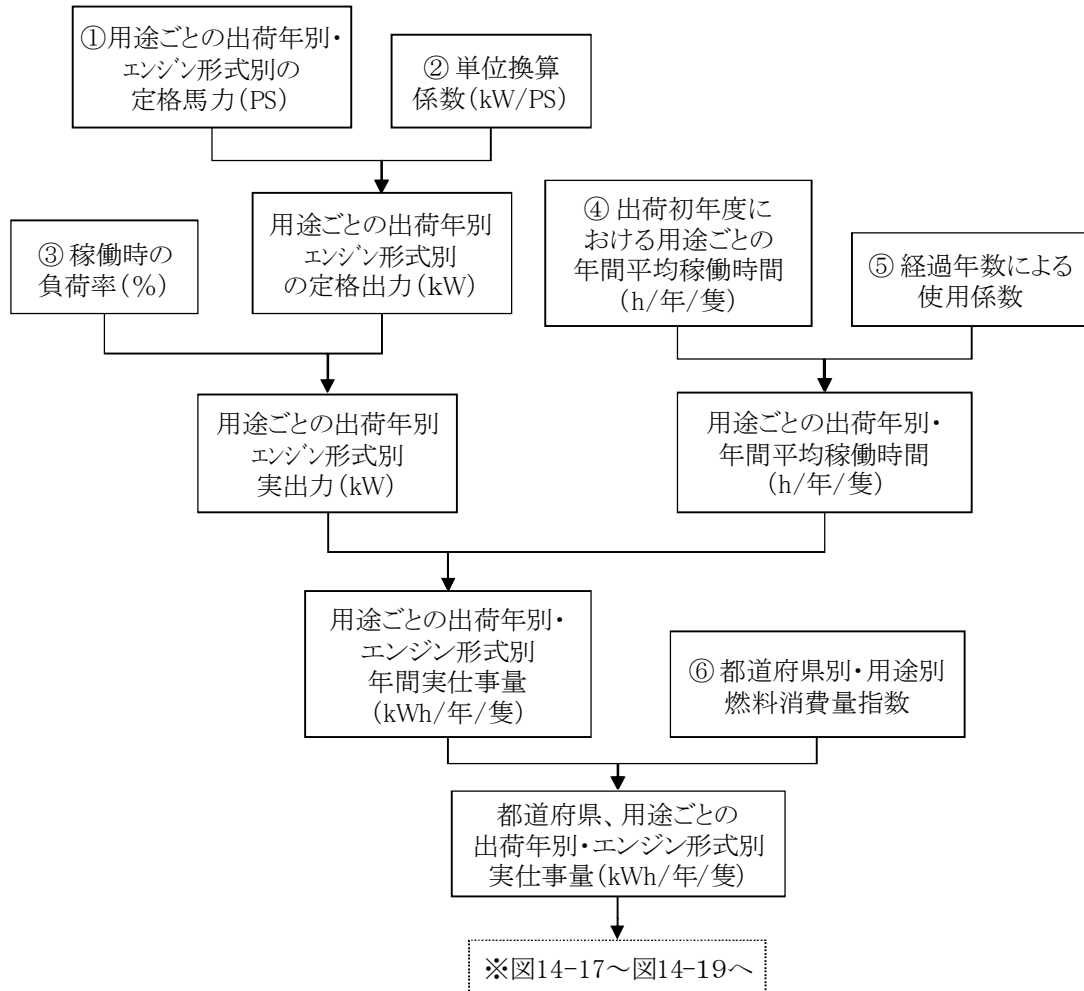 ①用途ごとの出荷年別・
エンジン形式別の
定格馬力(PS)
② 単位換算
係数(kW/PS)
③ 稼働時の
負荷率(%)
用途ごとの出荷年別
エンジン形式別
の定格出力(kW)
④ 出荷初年度に
おける用途ごとの
年間平均稼働時間
(h/年/隻)
⑤ 経過年数による
使用係数
用途ごとの出荷年別
エンジン形式別
実出力(kW)
用途ごとの出荷年別・
年間平均稼働時間
(h/年/隻)
用途ごとの出荷年別・
エンジン形式別
年間実仕事量
(kWh/年/隻)
⑥ 都道府県別・用途別
燃料消費量指数
都道府県、用途ごとの
出荷年別・エンジン形式別
実仕事量(kWh/年/隻)
※図14-17～図14-19へ